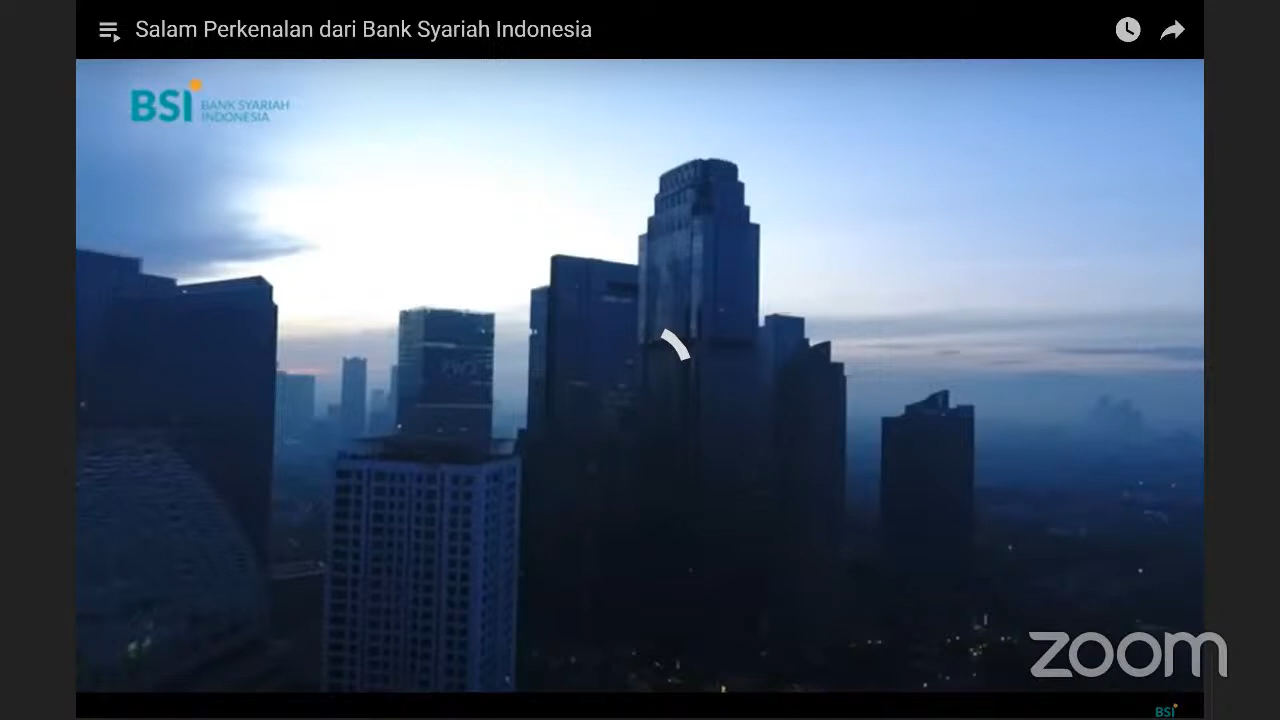 Salam Perkenalan dari Bank Syariah Indonesia
BSI
BANK SYARIAH
INDONESIA
zoom
BSI